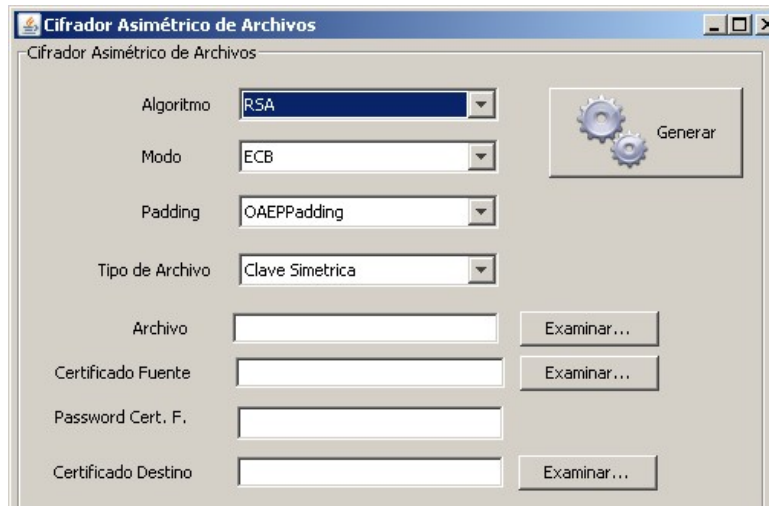 Cifrador Asimétrico de Archivos
Cifrador Asimétrico de Archivos
Algoritmo RSA
Generar
Modo ECB
Padding OAEPPadding
Tipo de Archivo Clave Simetrica
Archivo Examinar...
Certificado Fuente Examinar...
Password Cert. F.
Certificado Destino Examinar...